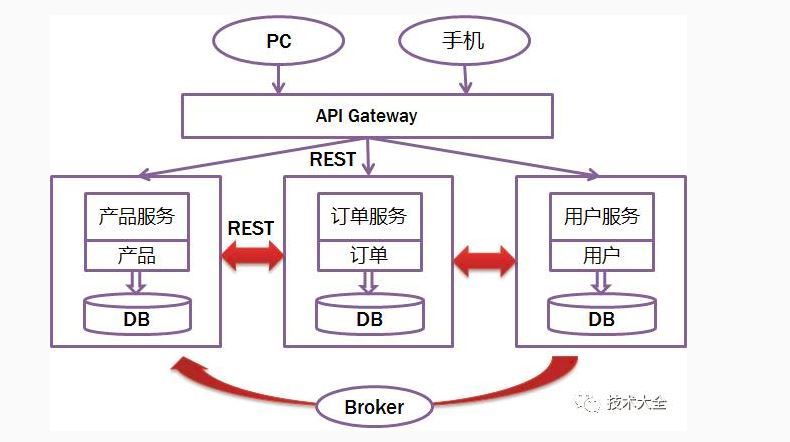 PC
手机
API Gateway
REST
产品服务
产品
DB
REST
订单服务
订单
DB
用户服务
用户
DB
Broker
技术大全